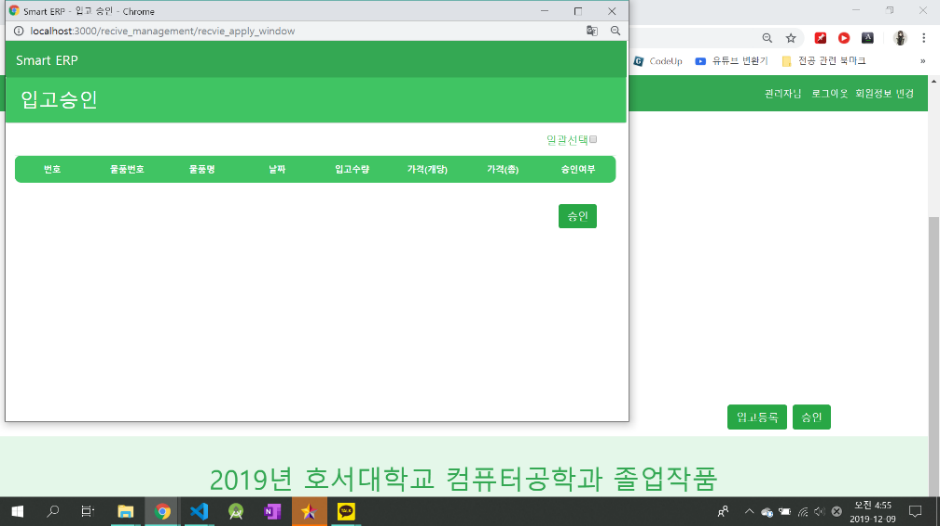 Smart ERP - 입고 승인 - Chrome
localhost:3000/recive_management/recvie_apply_window
CodeUp 유튜브 변환기 전공 관련 북마크 »
Smart ERP
관리자님 로그아웃 회원정보 변경
입고승인
일괄선택
번호 물품번호 물품명 날짜 입고수량 가격(개당) 가격(총) 승인여부
승인
입고등록 승인
2019년 호서대학교 컴퓨터공학과 졸업작품
오전 4:55
2019-12-09